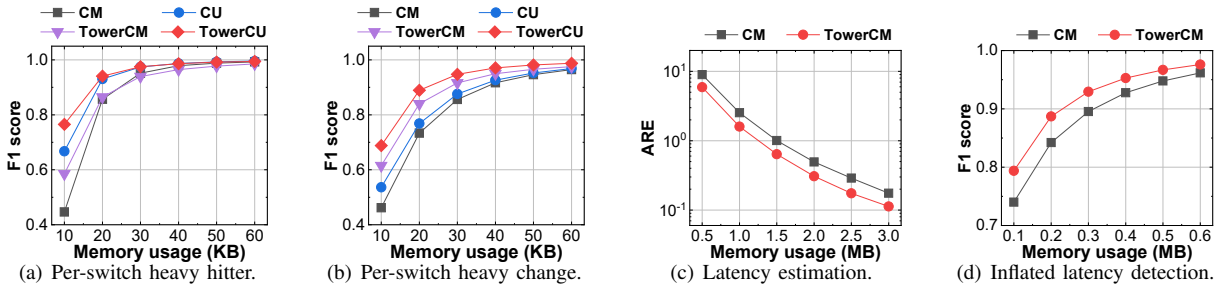 CM CU
TowerCM TowerCU
F1 score
1.0
0.8
0.6
0.4
10 20 30 40 50 60
Memory usage (KB)
(a) Per-switch heavy hitter.
CM CU
TowerCM TowerCU
F1 score
1.0
0.8
0.6
0.4
10 20 30 40 50 60
Memory usage (KB)
(b) Per-switch heavy change.
CM TowerCM
ARE
10¹
10⁰
10⁻¹
0.5 1.0 1.5 2.0 2.5 3.0
Memory usage (MB)
(c) Latency estimation.
CM TowerCM
F1 score
1.0
0.9
0.8
0.7
0.1 0.2 0.3 0.4 0.5 0.6
Memory usage (MB)
(d) Inflated latency detection.